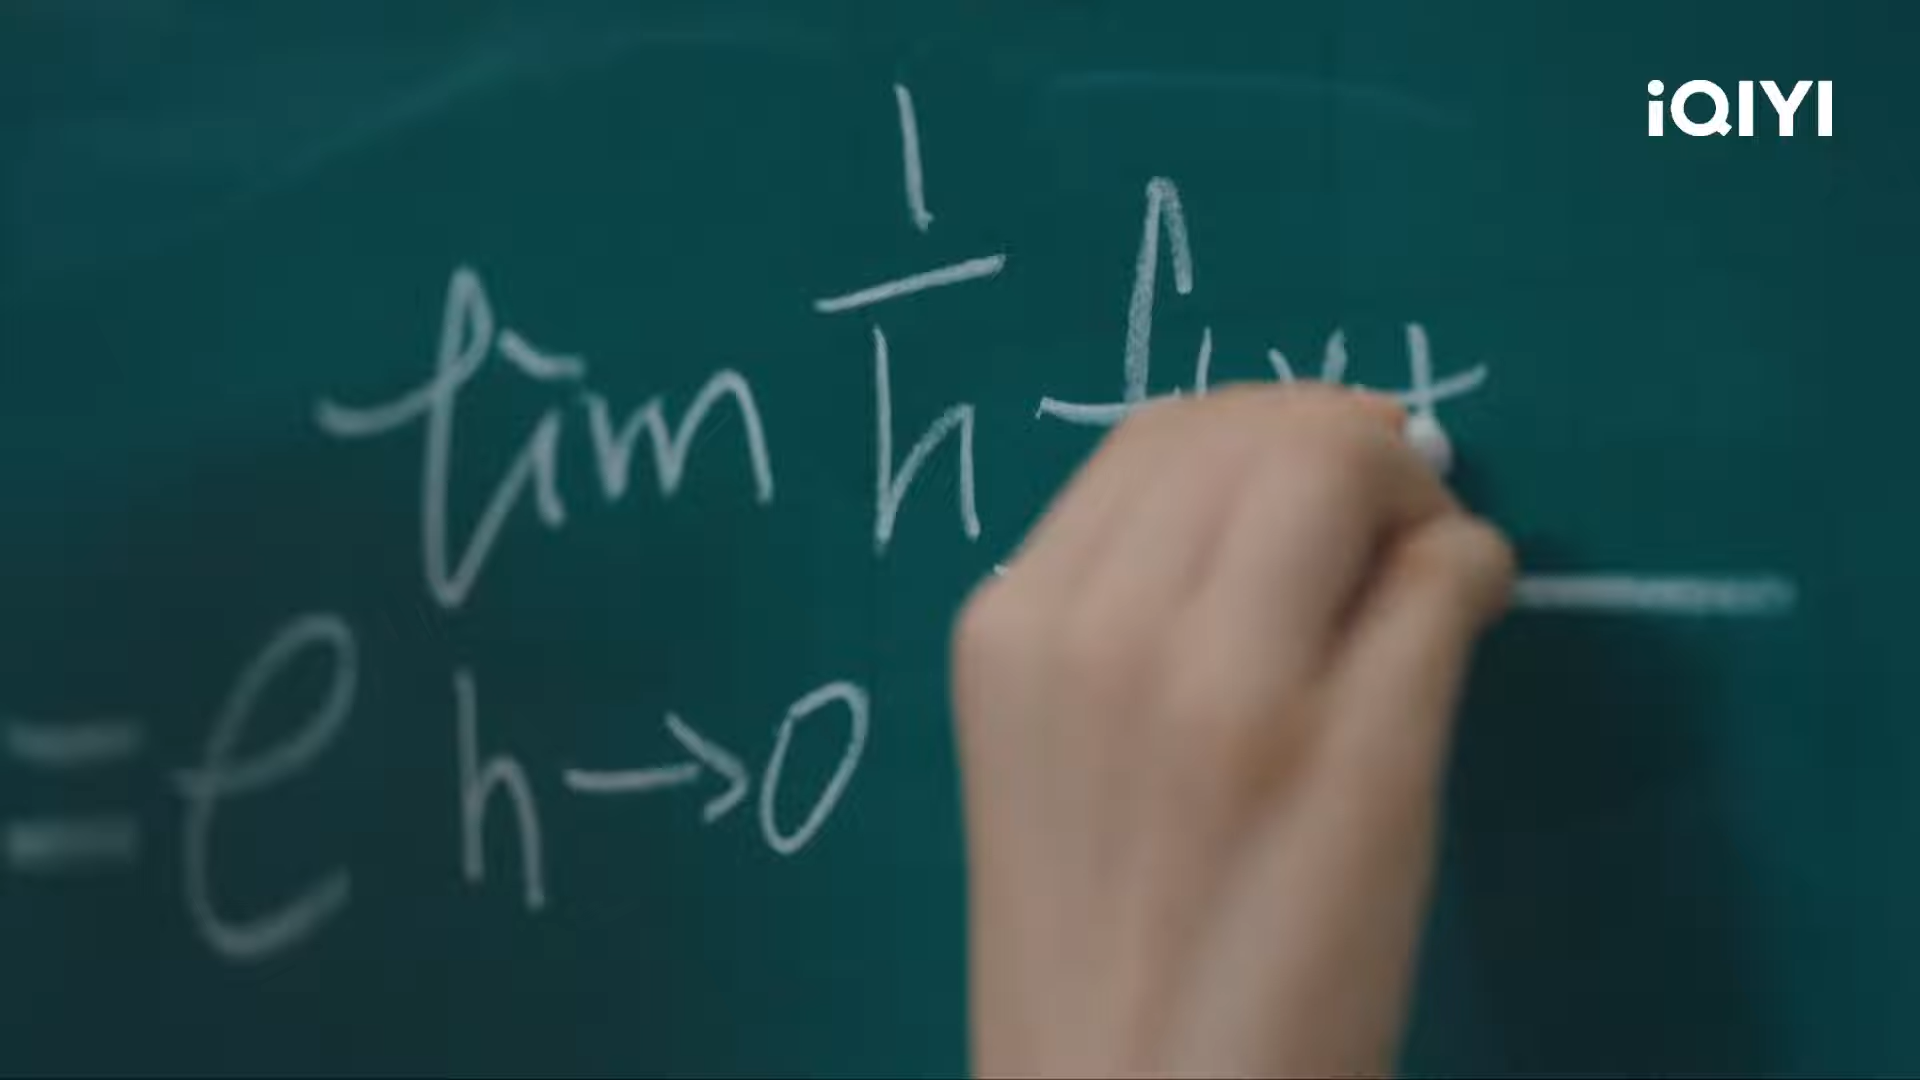 iQIYI
lim 1/h f(x+
= e h→0